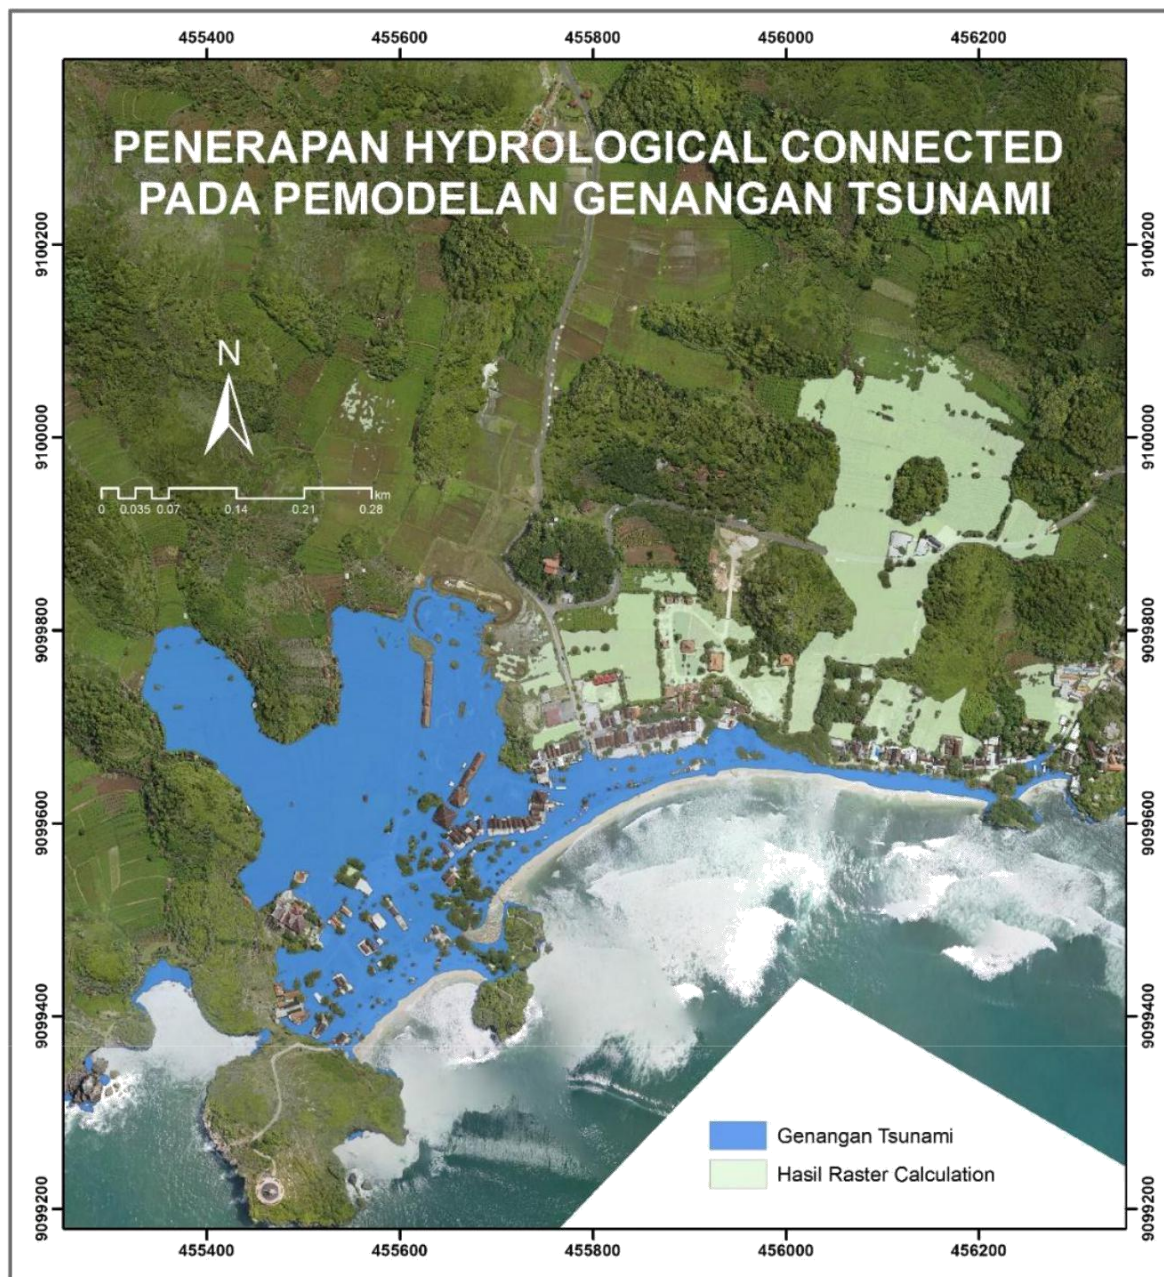 455400 455600 455800 456000 456200
PENERAPAN HYDROLOGICAL CONNECTED
PADA PEMODELAN GENANGAN TSUNAMI
9100200 9100200
N
9100000 9100000
km
0 0.035 0.07 0.14 0.21 0.28
9099800 9099800
9099600 9099600
9099400 9099400
Genangan Tsunami
Hasil Raster Calculation
9099200 9099200
455400 455600 455800 456000 456200